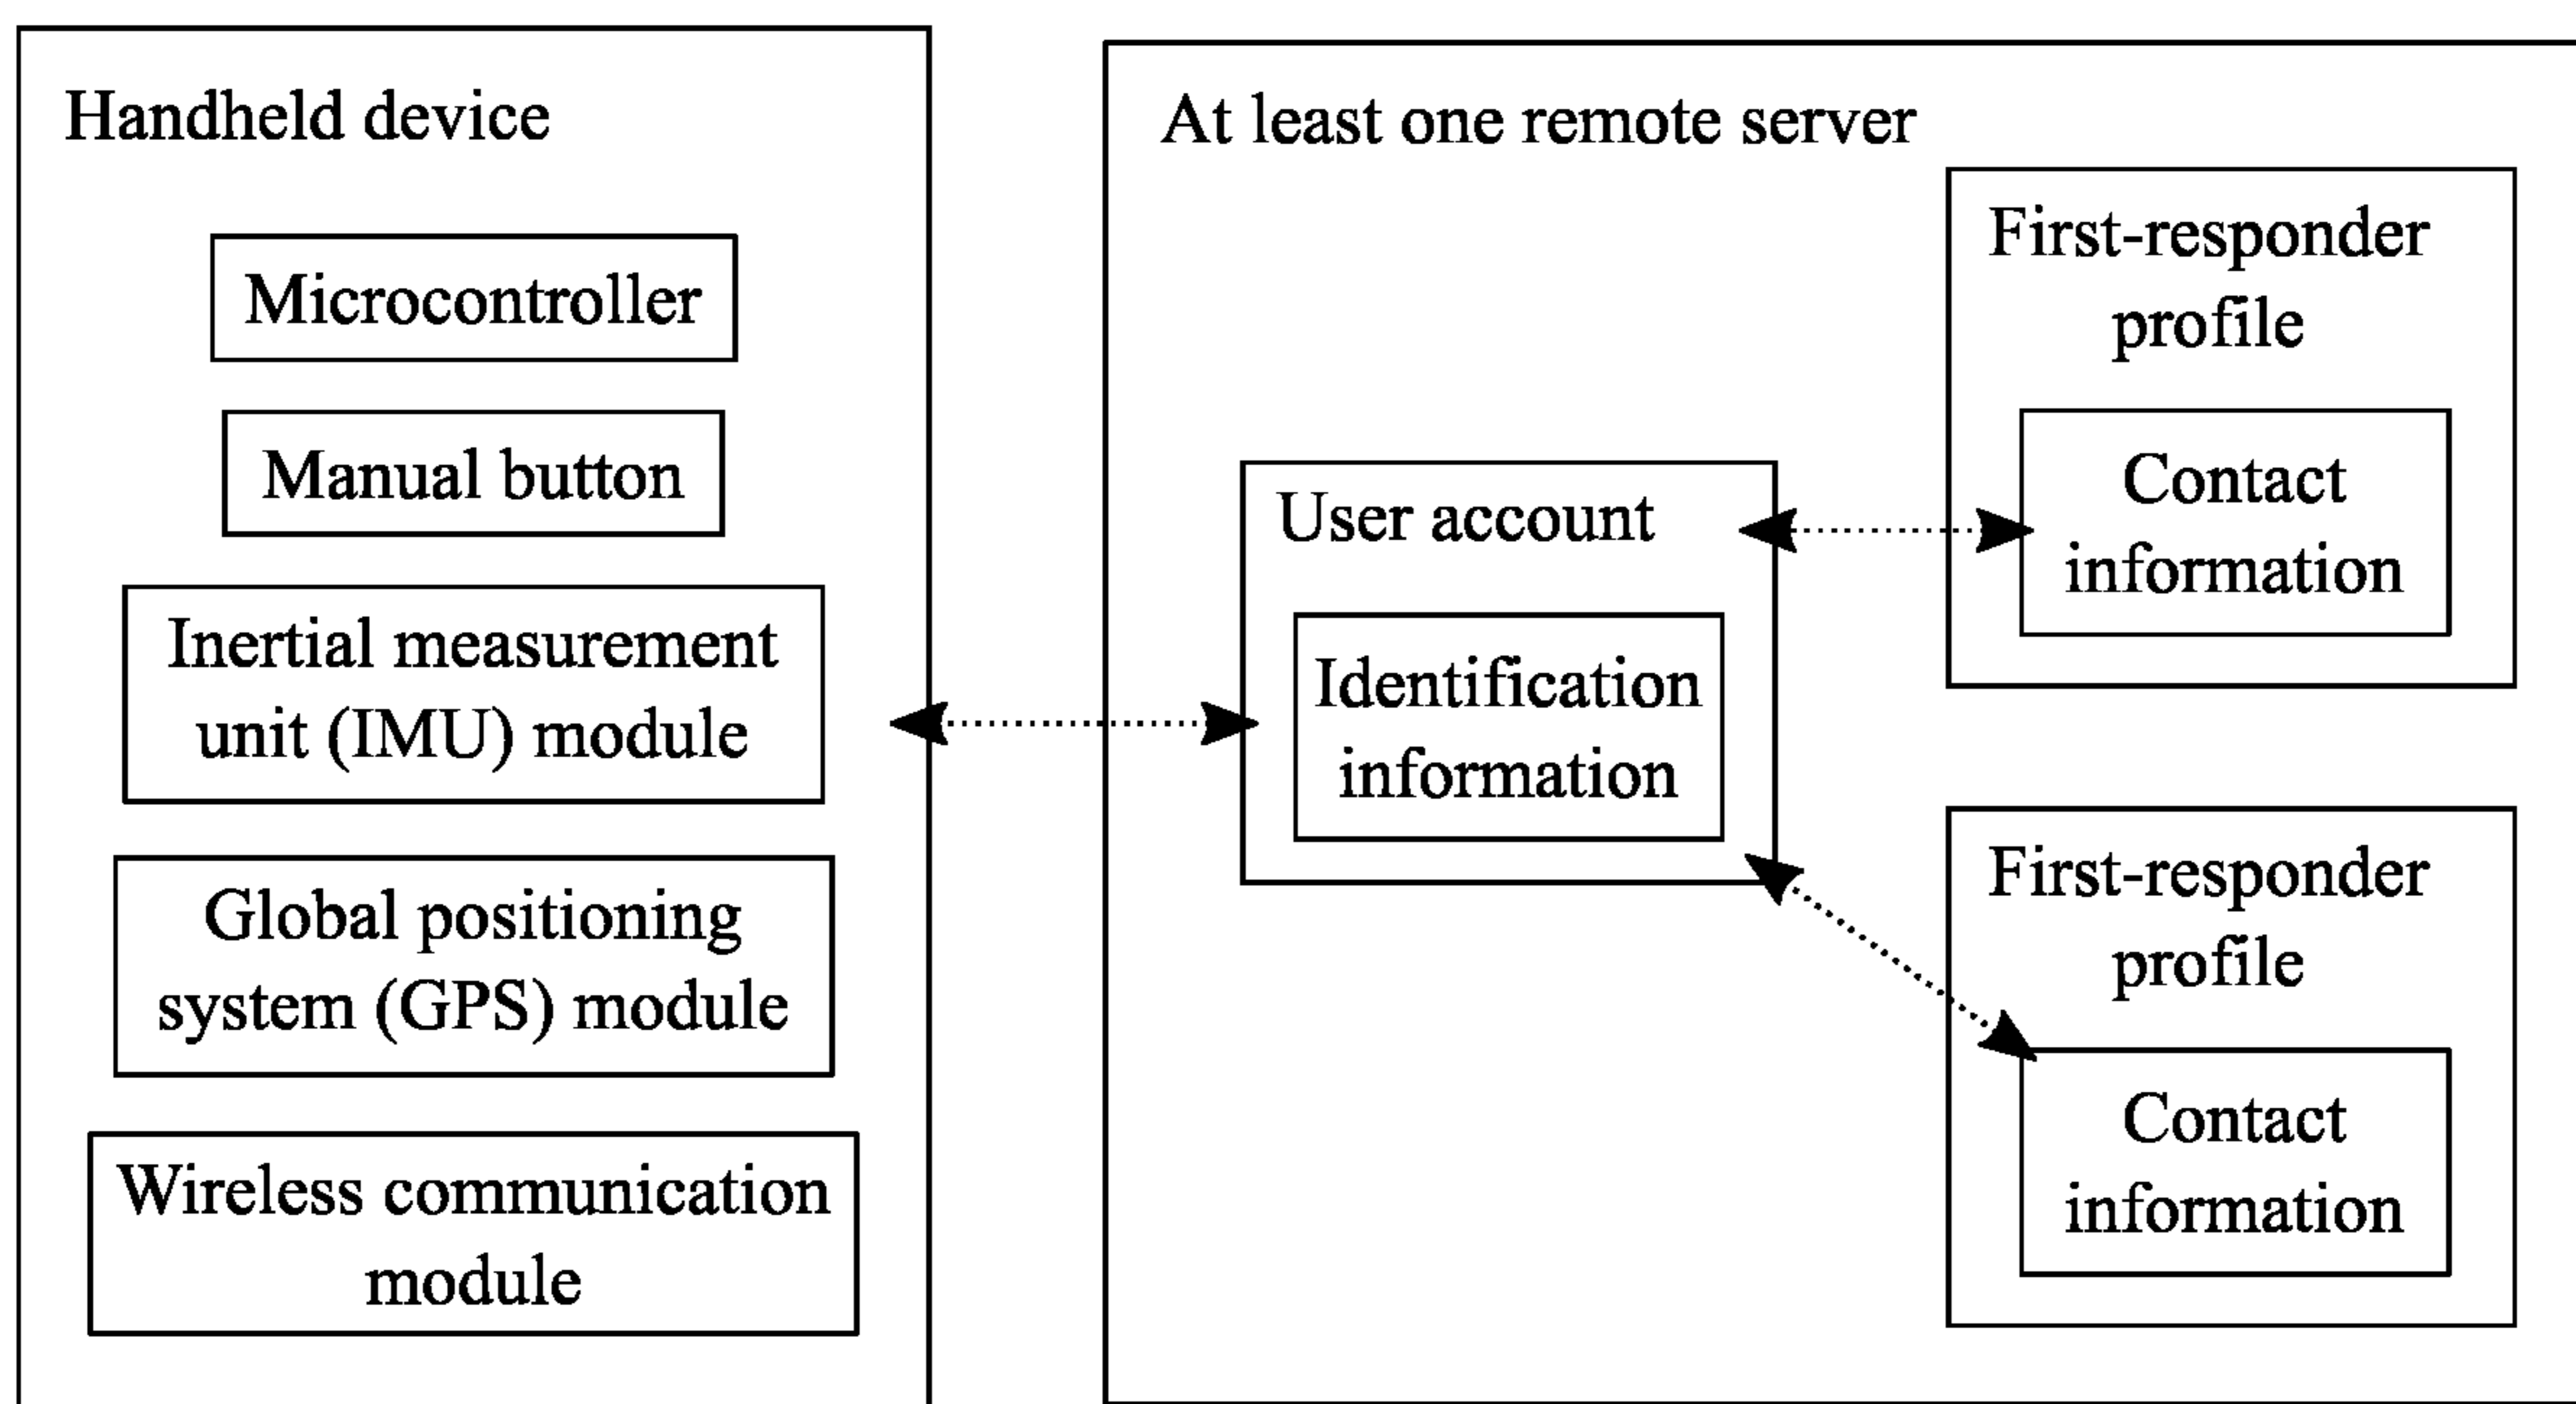 Handheld device
Microcontroller
Manual button
Inertial measurement
unit (IMU) module
Global positioning
system (GPS) module
Wireless communication
module
At least one remote server
User account
Identification
information
First-responder
profile
Contact
information
First-responder
profile
Contact
information